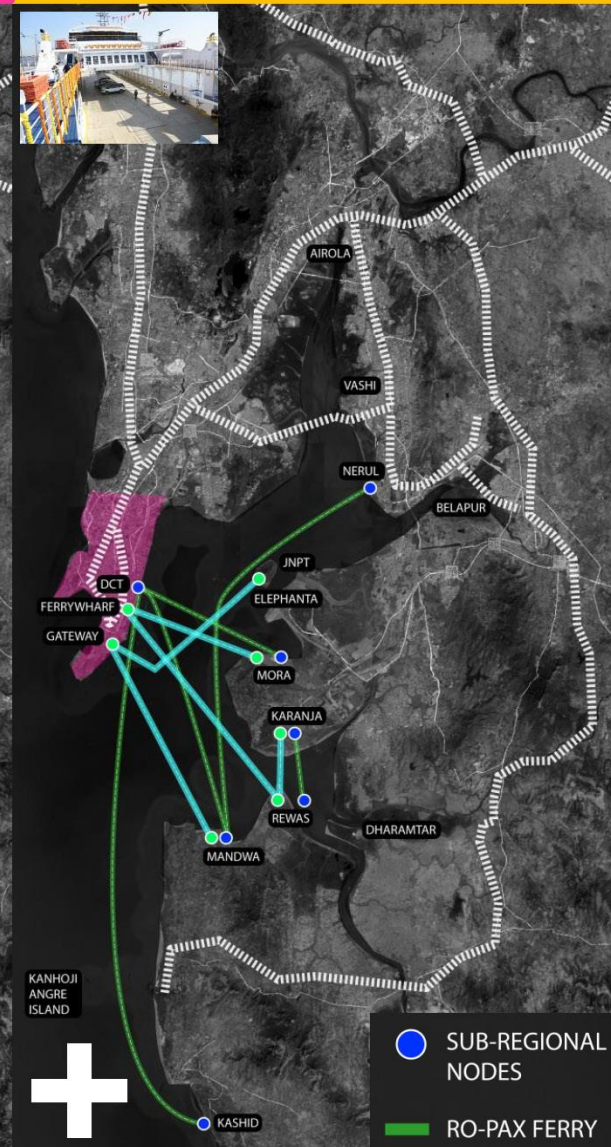 AIROLA
VASHI
NERUL
BELAPUR
JNPT
DCT
ELEPHANTA
FERRYWHARF
GATEWAY
MORA
KARANJA
REWAS
DHARAMTAR
MANDWA
KANHOJI
ANGRE
ISLAND
KASHID
SUB-REGIONAL
NODES
RO-PAX FERRY